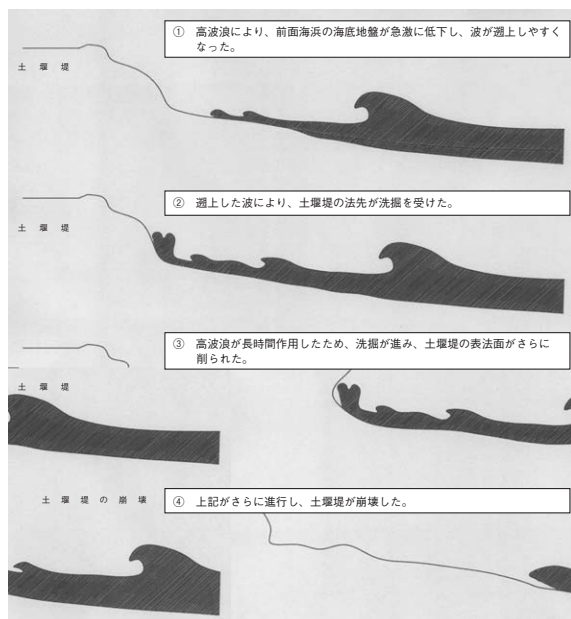 ① 高波浪により、前面海浜の海底地盤が急激に低下し、波が遡上しやすく
なった。
土堰堤
② 遡上した波により、土堰堤の法先が洗掘を受けた。
土堰堤
③ 高波浪が長時間作用したため、洗掘が進み、土堰堤の表法面がさらに
削られた。
土堰堤
土堰堤の崩壊
④ 上記がさらに進行し、土堰堤が崩壊した。